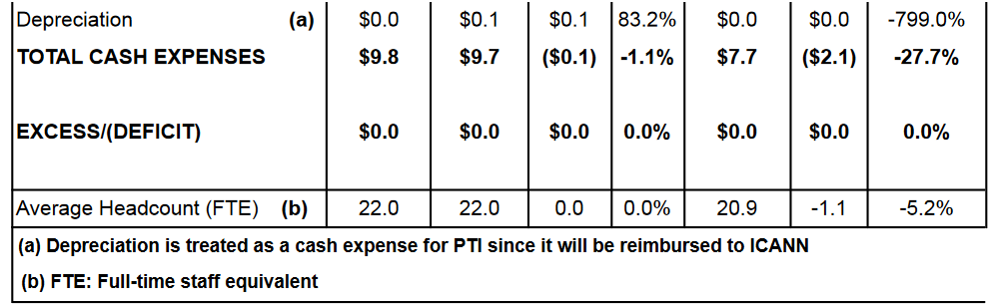 Depreciation (a) $0.0 $0.1 $0.1 83.2% $0.0 $0.0 -799.0%
TOTAL CASH EXPENSES $9.8 $9.7 ($0.1) -1.1% $7.7 ($2.1) -27.7%
EXCESS/(DEFICIT) $0.0 $0.0 $0.0 0.0% $0.0 $0.0 0.0%
Average Headcount (FTE) (b) 22.0 22.0 0.0 0.0% 20.9 -1.1 -5.2%
(a) Depreciation is treated as a cash expense for PTI since it will be reimbursed to ICANN
(b) FTE: Full-time staff equivalent